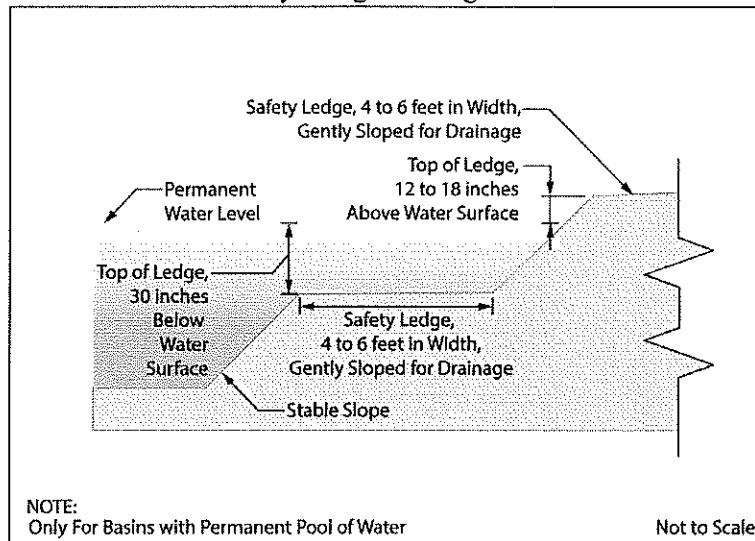 Safety Ledge, 4 to 6 feet in Width,
Gently Sloped for Drainage
Top of Ledge,
12 to 18 inches
Above Water Surface
Permanent
Water Level
Top of Ledge,
30 inches
Below
Water
Surface
Safety Ledge,
4 to 6 feet in Width,
Gently Sloped for Drainage
Stable Slope
NOTE:
Only For Basins with Permanent Pool of Water
Not to Scale